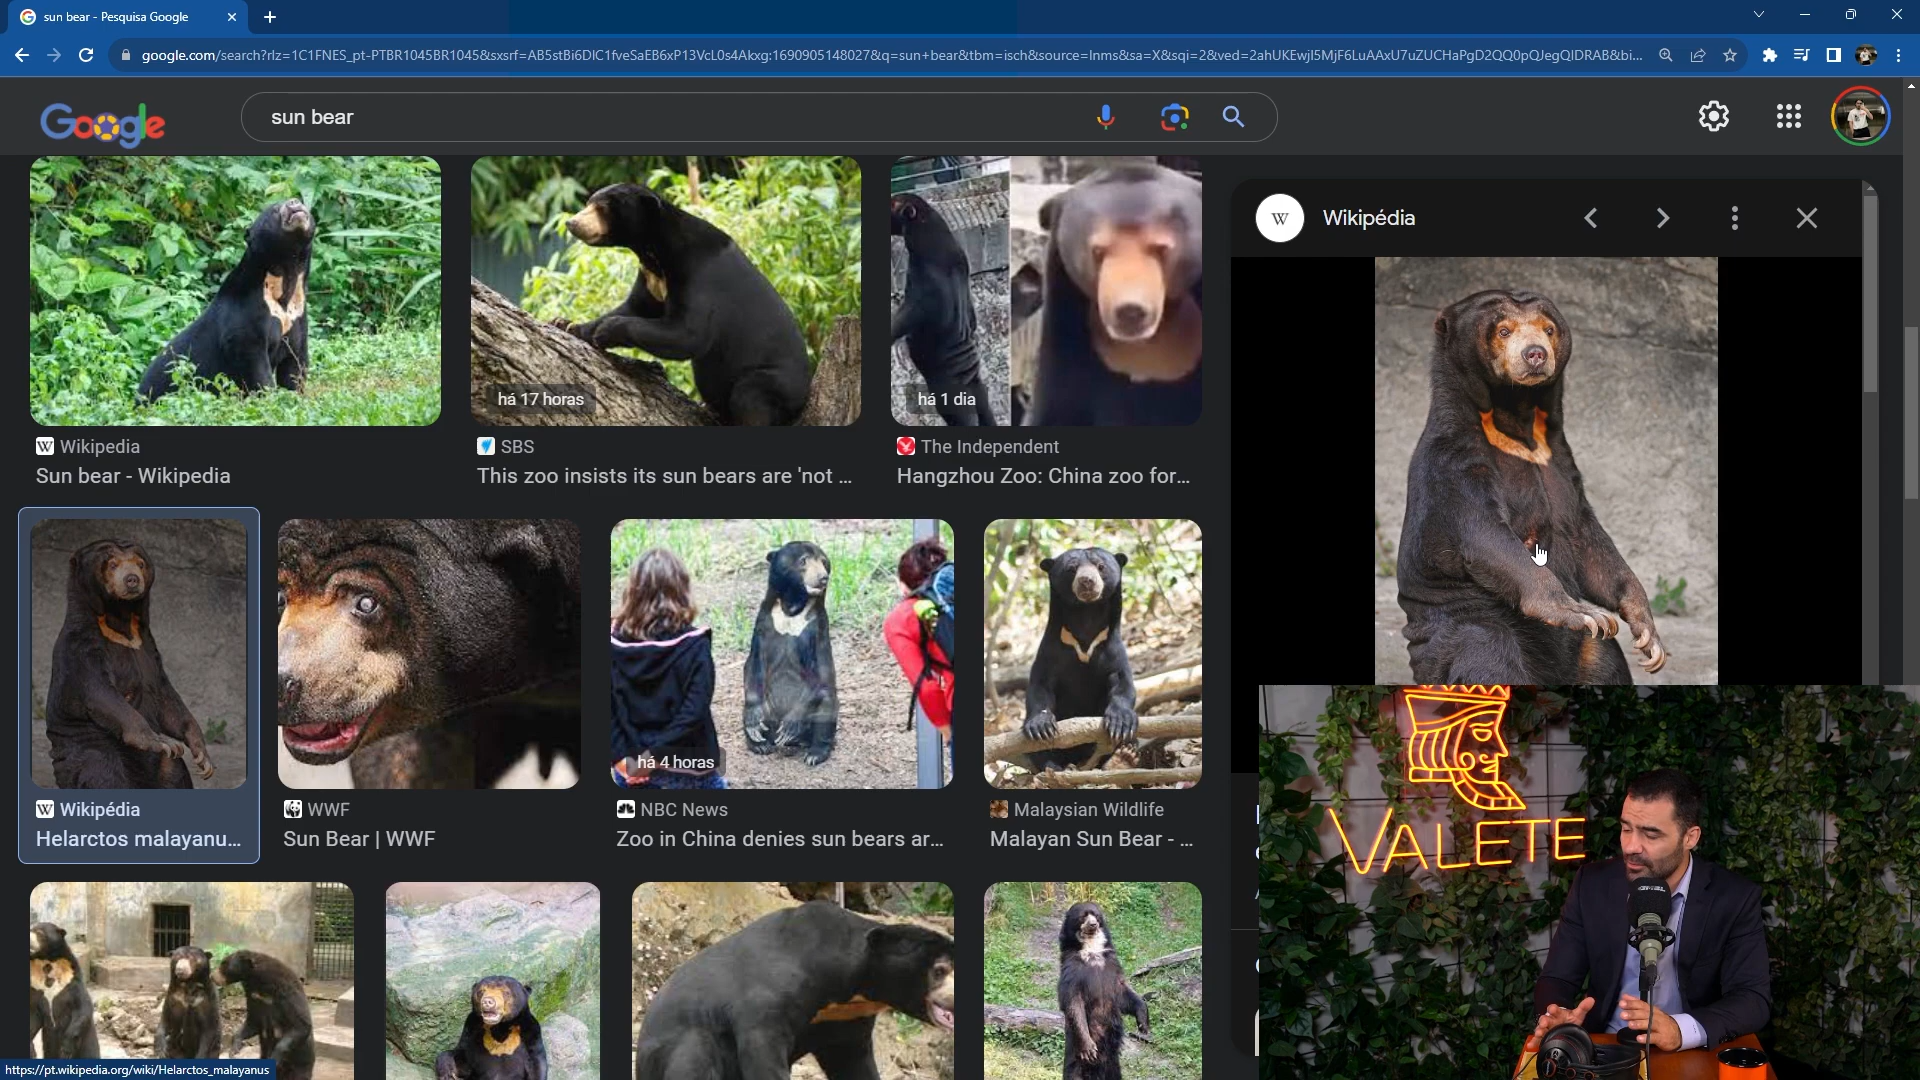 sun bear - Pesquisa Google
google.com/search?rlz=1C1FNES_pt-PTBR1045BR1045&sxsrf=AB5stBi6DIC1fveSaEB6xP13VcL0s4Akxg:1690905148027&q=sun+bear&tbm=isch&source=lnms&sa=X&sqi=2&ved=2ahUKEwjl5MjF6LuAAxU7uZUCHaPgD2QQ0pQJegQIDRAB&bi...
Google
sun bear
W Wikipédia
há 17 horas
há 1 dia
W Wikipedia
Sun bear - Wikipedia
SBS
This zoo insists its sun bears are 'not ...
The Independent
Hangzhou Zoo: China zoo for...
há 4 horas
W Wikipédia
Helarctos malayanu...
WWF
Sun Bear | WWF
NBC News
Zoo in China denies sun bears ar...
Malaysian Wildlife
Malayan Sun Bear - ...
VALETE
https://pt.wikipedia.org/wiki/Helarctos_malayanus